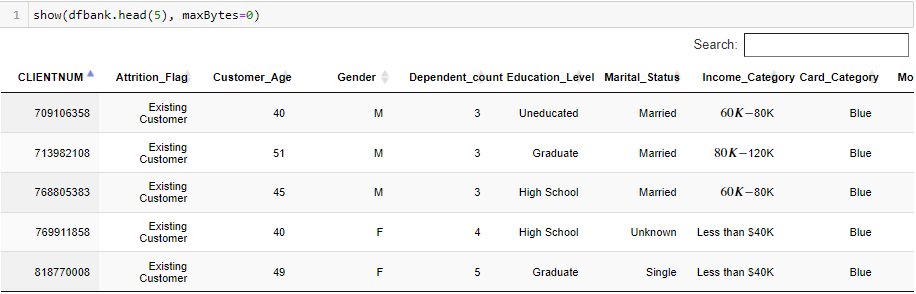 1 show(dfbank.head(5), maxBytes=0)
Search:
CLIENTNUM Attrition_Flag Customer_Age Gender Dependent_count Education_Level Marital_Status Income_Category Card_Category Mo
709106358 Existing Customer 40 M 3 Uneducated Married 60K−80K Blue
713982108 Existing Customer 51 M 3 Graduate Married 80K−120K Blue
768805383 Existing Customer 45 M 3 High School Married 60K−80K Blue
769911858 Existing Customer 40 F 4 High School Unknown Less than $40K Blue
818770008 Existing Customer 49 F 5 Graduate Single Less than $40K Blue